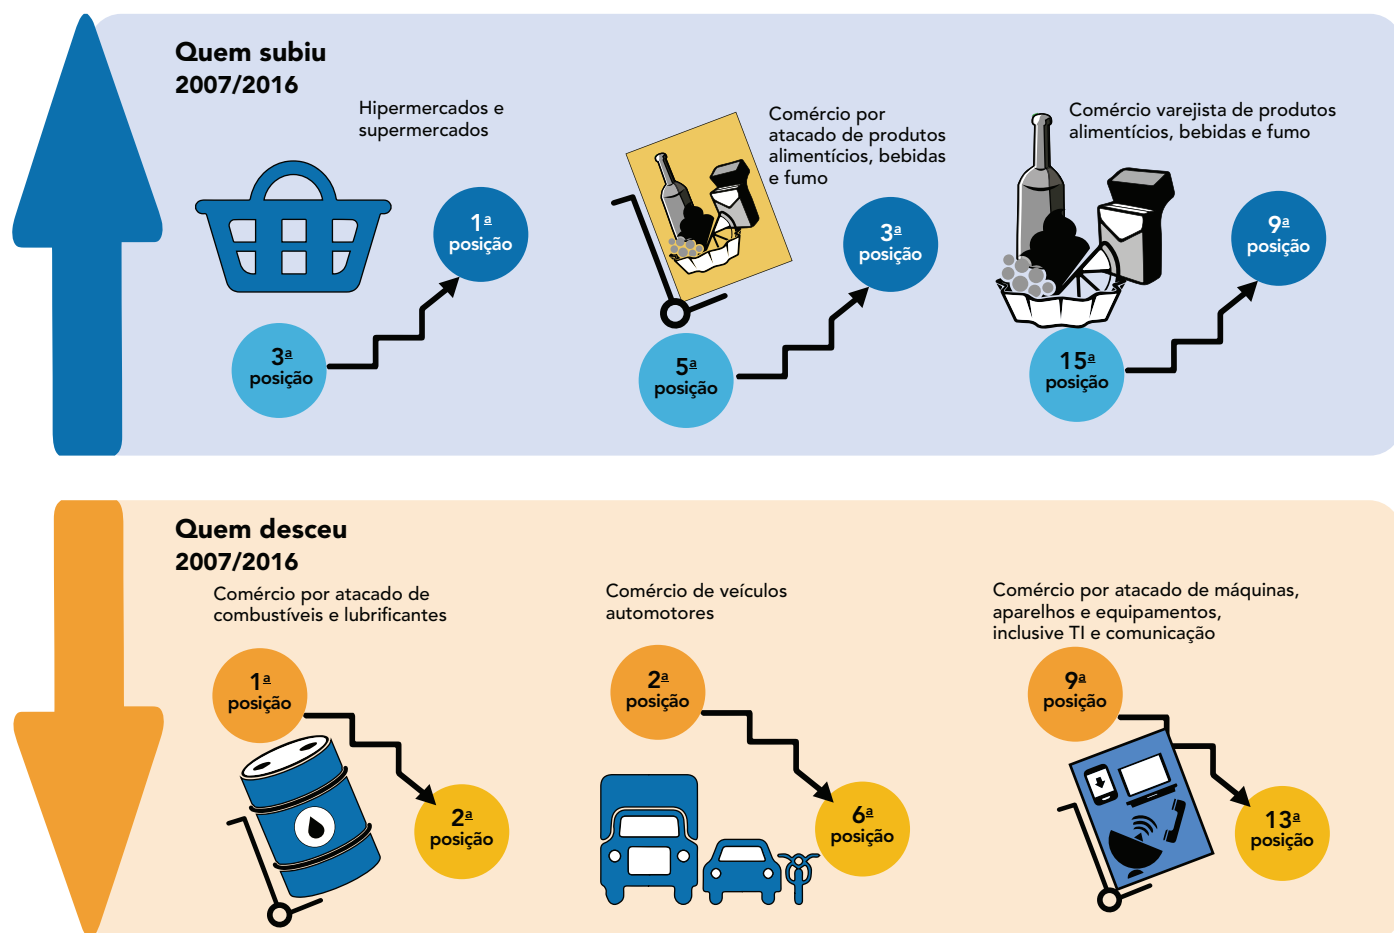 Quem subiu
2007/2016
Hipermercados e
supermercados
1ª
posição
3ª
posição
Comércio por
atacado de produtos
alimentícios, bebidas
e fumo
3ª
posição
5ª
posição
Comércio varejista de produtos
alimentícios, bebidas e fumo
9ª
posição
15ª
posição
Quem desceu
2007/2016
Comércio por atacado de
combustíveis e lubrificantes
1ª
posição
2ª
posição
Comércio de veículos
automotores
2ª
posição
6ª
posição
Comércio por atacado de máquinas,
aparelhos e equipamentos,
inclusive TI e comunicação
9ª
posição
13ª
posição